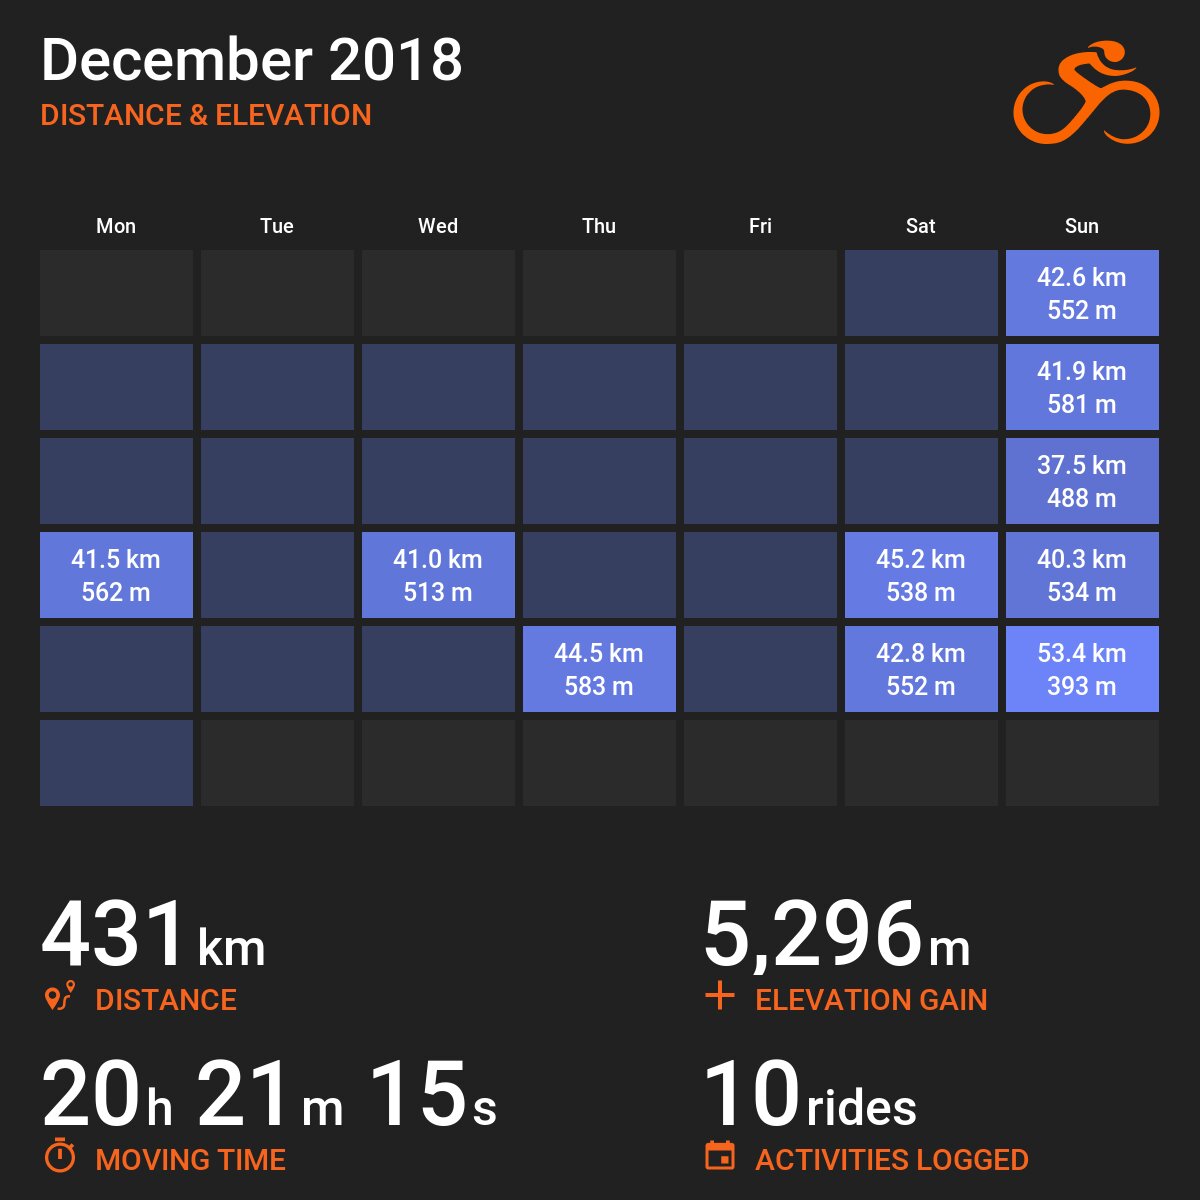 December 2018
DISTANCE & ELEVATION
Mon Tue Wed Thu Fri Sat Sun
42.6 km
552 m
41.9 km
581 m
37.5 km
488 m
41.5 km 41.0 km 45.2 km 40.3 km
562 m 513 m 538 m 534 m
44.5 km 42.8 km 53.4 km
583 m 552 m 393 m
431 km 5,296 m
DISTANCE ELEVATION GAIN
20h 21m 15s 10 rides
MOVING TIME ACTIVITIES LOGGED